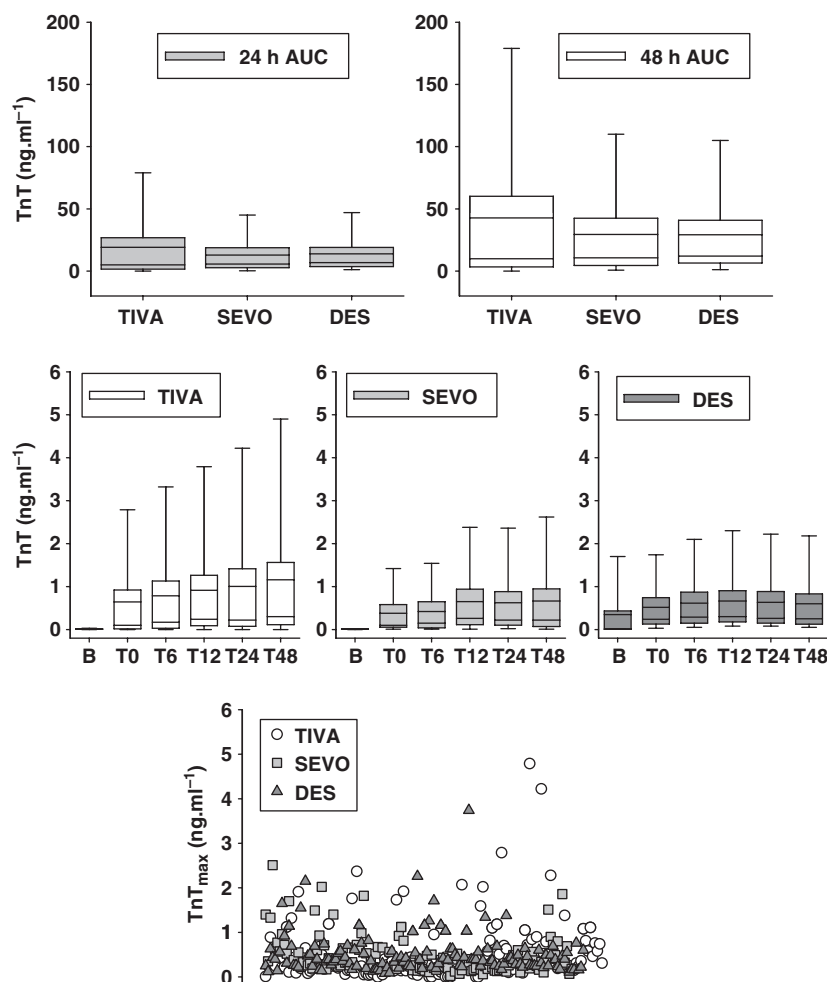 24 h AUC
48 h AUC
TnT (ng.ml⁻¹)
200
150
100
50
0
TIVA SEVO DES
200
150
100
50
0
TIVA SEVO DES
TIVA
SEVO
DES
TnT (ng.ml⁻¹)
6
5
4
3
2
1
0
B T0 T6 T12 T24 T48
6
5
4
3
2
1
0
B T0 T6 T12 T24 T48
6
5
4
3
2
1
0
B T0 T6 T12 T24 T48
TnTmax (ng.ml⁻¹)
6
5
4
3
2
1
0
TIVA
SEVO
DES